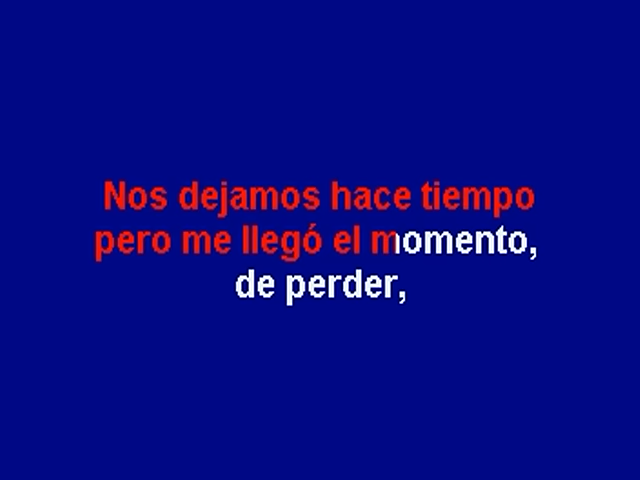 Nos dejamos hace tiempo
pero me llegó el momento,
de perder,